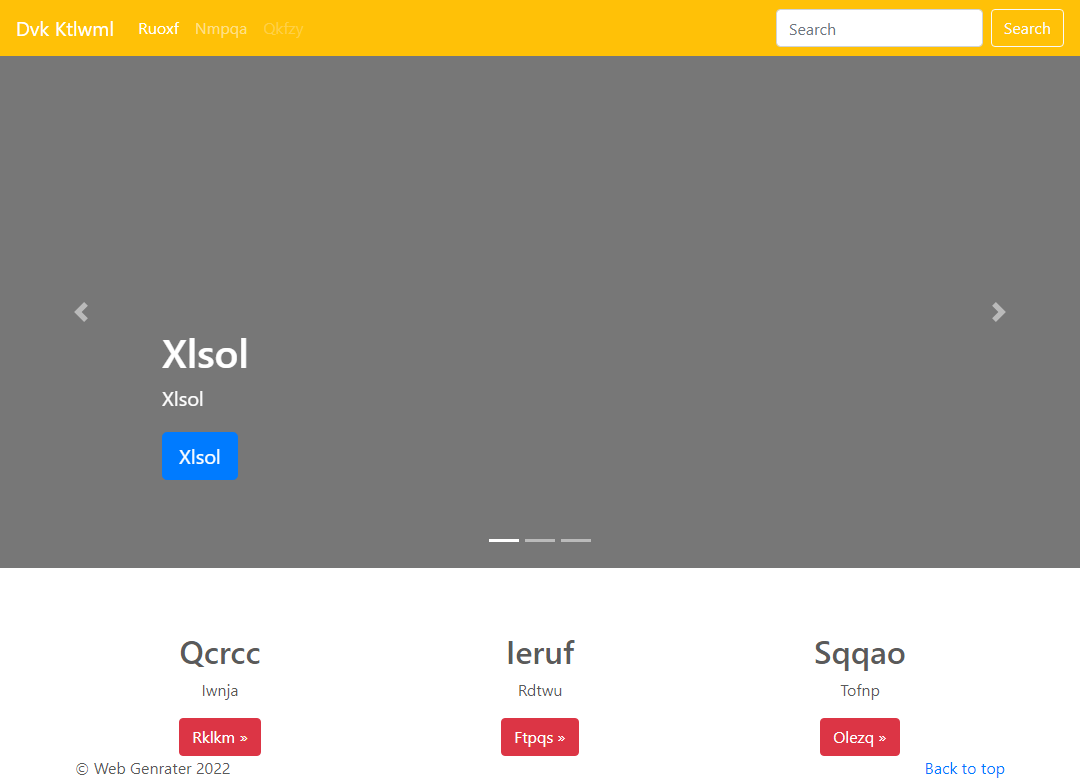 Dvk Ktlwml Ruoxf Nmpqa Qkfzy Search Search
Xlsol
Xlsol
Xlsol
Qcrcc Ieruf Sqqao
Iwnja Rdtwu Tofnp
Rklkm » Ftpqs » Olezq »
© Web Genrater 2022 Back to top